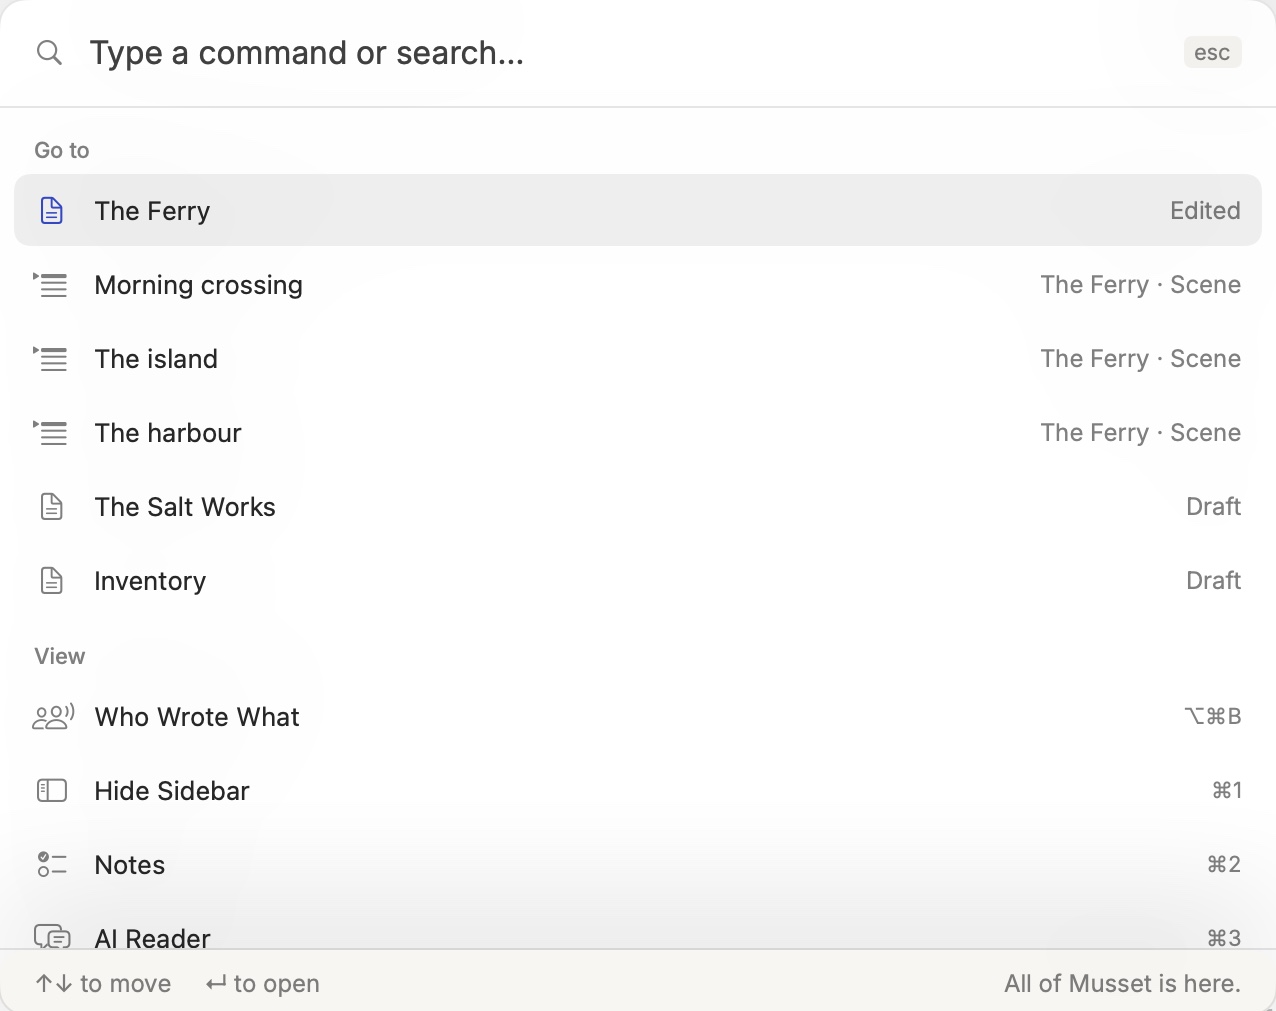 Type a command or search...
esc
Go to
The Ferry Edited
Morning crossing The Ferry · Scene
The island The Ferry · Scene
The harbour The Ferry · Scene
The Salt Works Draft
Inventory Draft
View
Who Wrote What ⌥⌘B
Hide Sidebar ⌘1
Notes ⌘2
AI Reader ⌘3
↑↓ to move ↵ to open All of Musset is here.